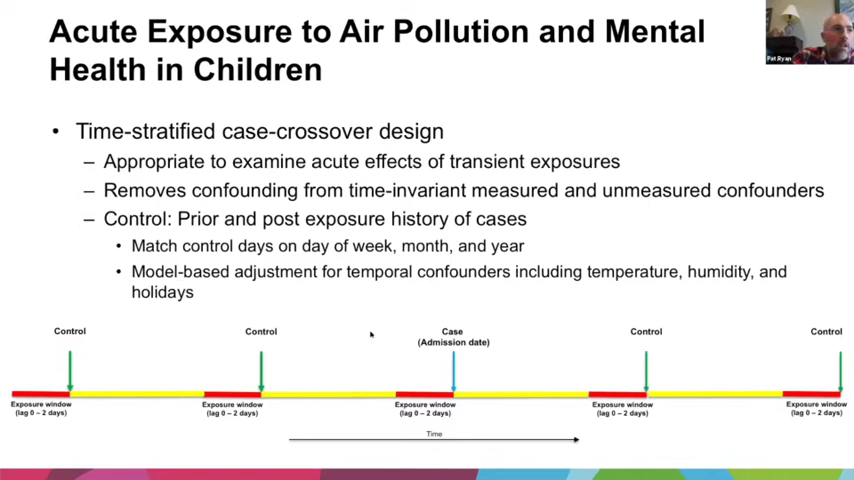 Acute Exposure to Air Pollution and Mental
Health in Children
Pat Ryan
• Time-stratified case-crossover design
– Appropriate to examine acute effects of transient exposures
– Removes confounding from time-invariant measured and unmeasured confounders
– Control: Prior and post exposure history of cases
• Match control days on day of week, month, and year
• Model-based adjustment for temporal confounders including temperature, humidity, and
holidays
Control Control Case Control Control
(Admission date)
Exposure window Exposure window Exposure window Exposure window Exposure window
(lag 0 – 2 days) (lag 0 – 2 days) (lag 0 – 2 days) (lag 0 – 2 days) (lag 0 – 2 days)
Time